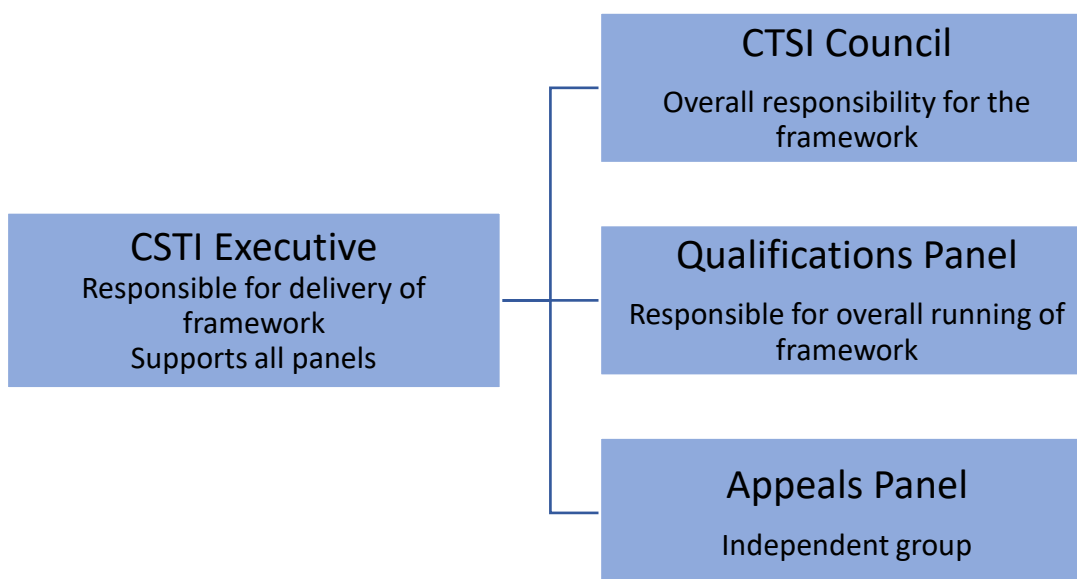 CSTI Executive
Responsible for delivery of
framework
Supports all panels
CTSI Council
Overall responsibility for the
framework
Qualifications Panel
Responsible for overall running of
framework
Appeals Panel
Independent group